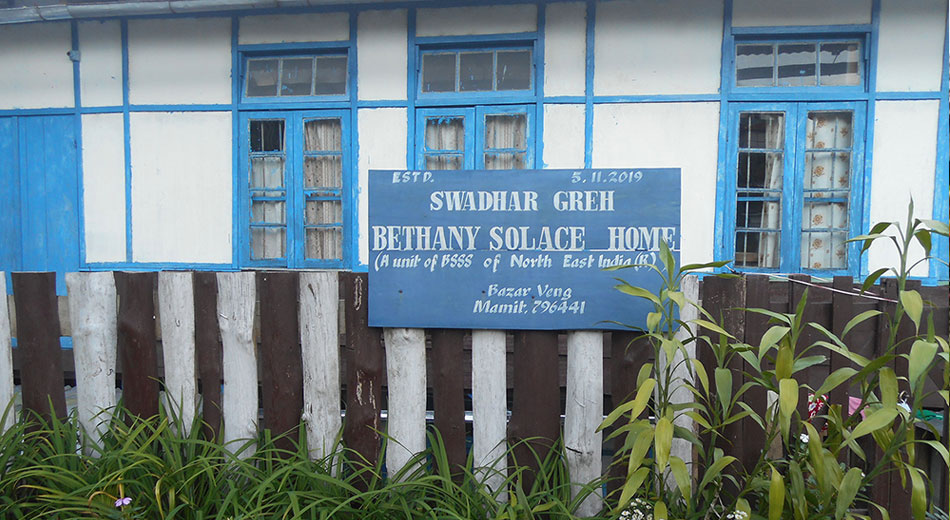 ESTD. 5.11.2019
SWADHAR GREH
BETHANY SOLACE HOME
(A unit of BSSS of North East India (R)
Bazar Veng
Mamit, 796441